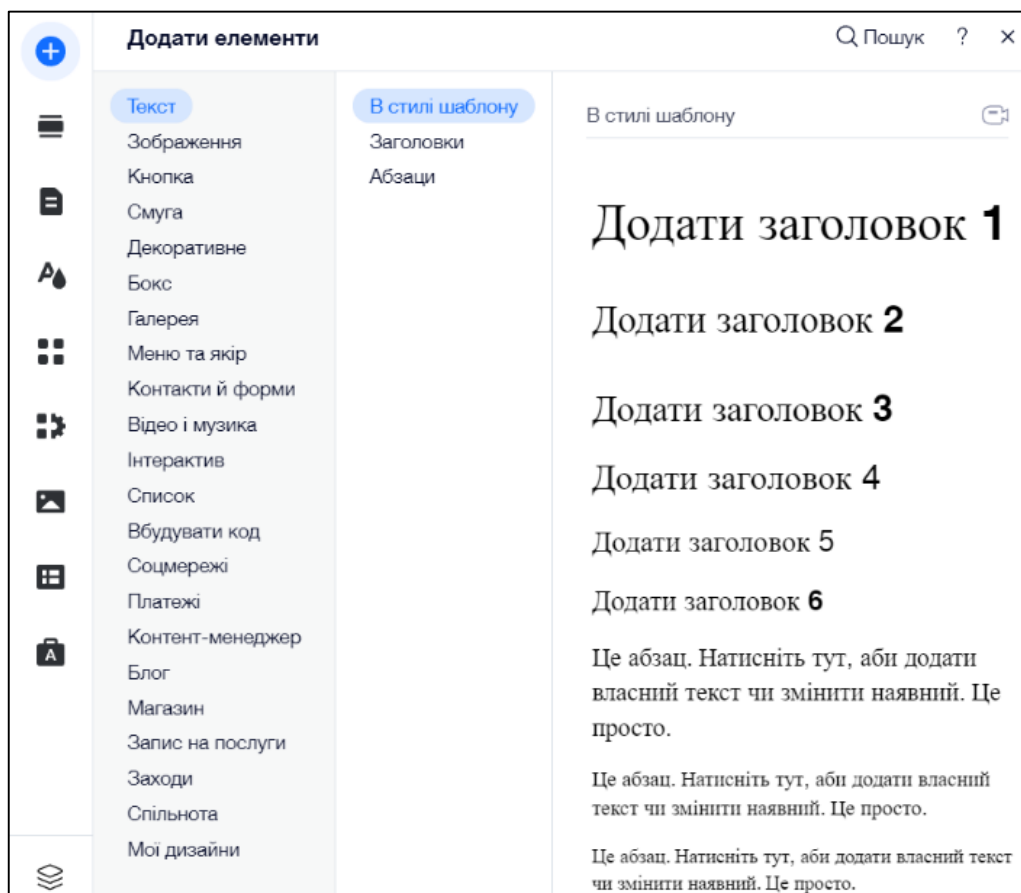 Додати елементи
Пошук ? ×
Текст
Зображення
Кнопка
Смуга
Декоративне
Бокс
Галерея
Меню та якір
Контакти й форми
Відео і музика
Інтерактив
Список
Вбудувати код
Соцмережі
Платежі
Контент-менеджер
Блог
Магазин
Запис на послуги
Заходи
Спільнота
Мої дизайни
В стилі шаблону
Заголовки
Абзаци
В стилі шаблону
Додати заголовок 1
Додати заголовок 2
Додати заголовок 3
Додати заголовок 4
Додати заголовок 5
Додати заголовок 6
Це абзац. Натисніть тут, аби додати
власний текст чи змінити наявний. Це
просто.
Це абзац. Натисніть тут, аби додати власний
текст чи змінити наявний. Це просто.
Це абзац. Натисніть тут, аби додати власний текст
чи змінити наявний. Це просто.